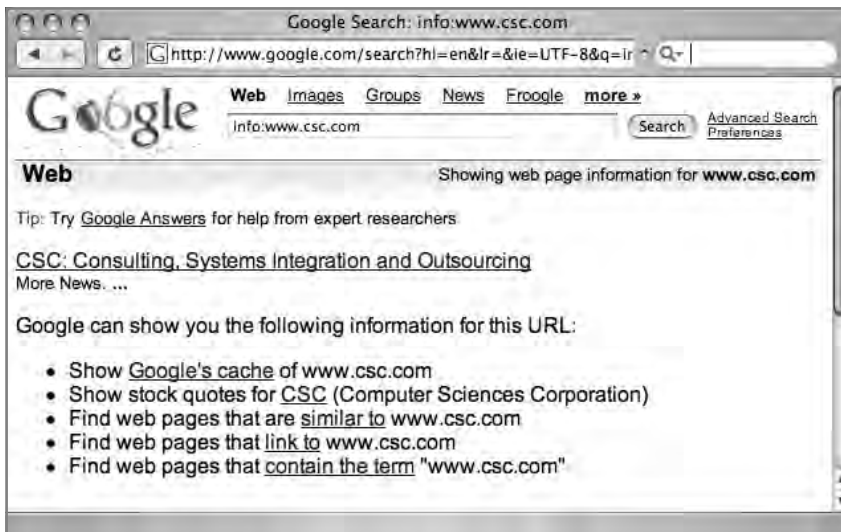 Google Search: info:www.csc.com
http://www.google.com/search?hl=en&lr=&ie=UTF-8&q=ir
Google
Web Images Groups News Froogle more »
info:www.csc.com Search Advanced Search
Preferences
Web Showing web page information for www.csc.com
Tip: Try Google Answers for help from expert researchers
CSC: Consulting, Systems Integration and Outsourcing
More News. ...
Google can show you the following information for this URL:
• Show Google's cache of www.csc.com
• Show stock quotes for CSC (Computer Sciences Corporation)
• Find web pages that are similar to www.csc.com
• Find web pages that link to www.csc.com
• Find web pages that contain the term "www.csc.com"